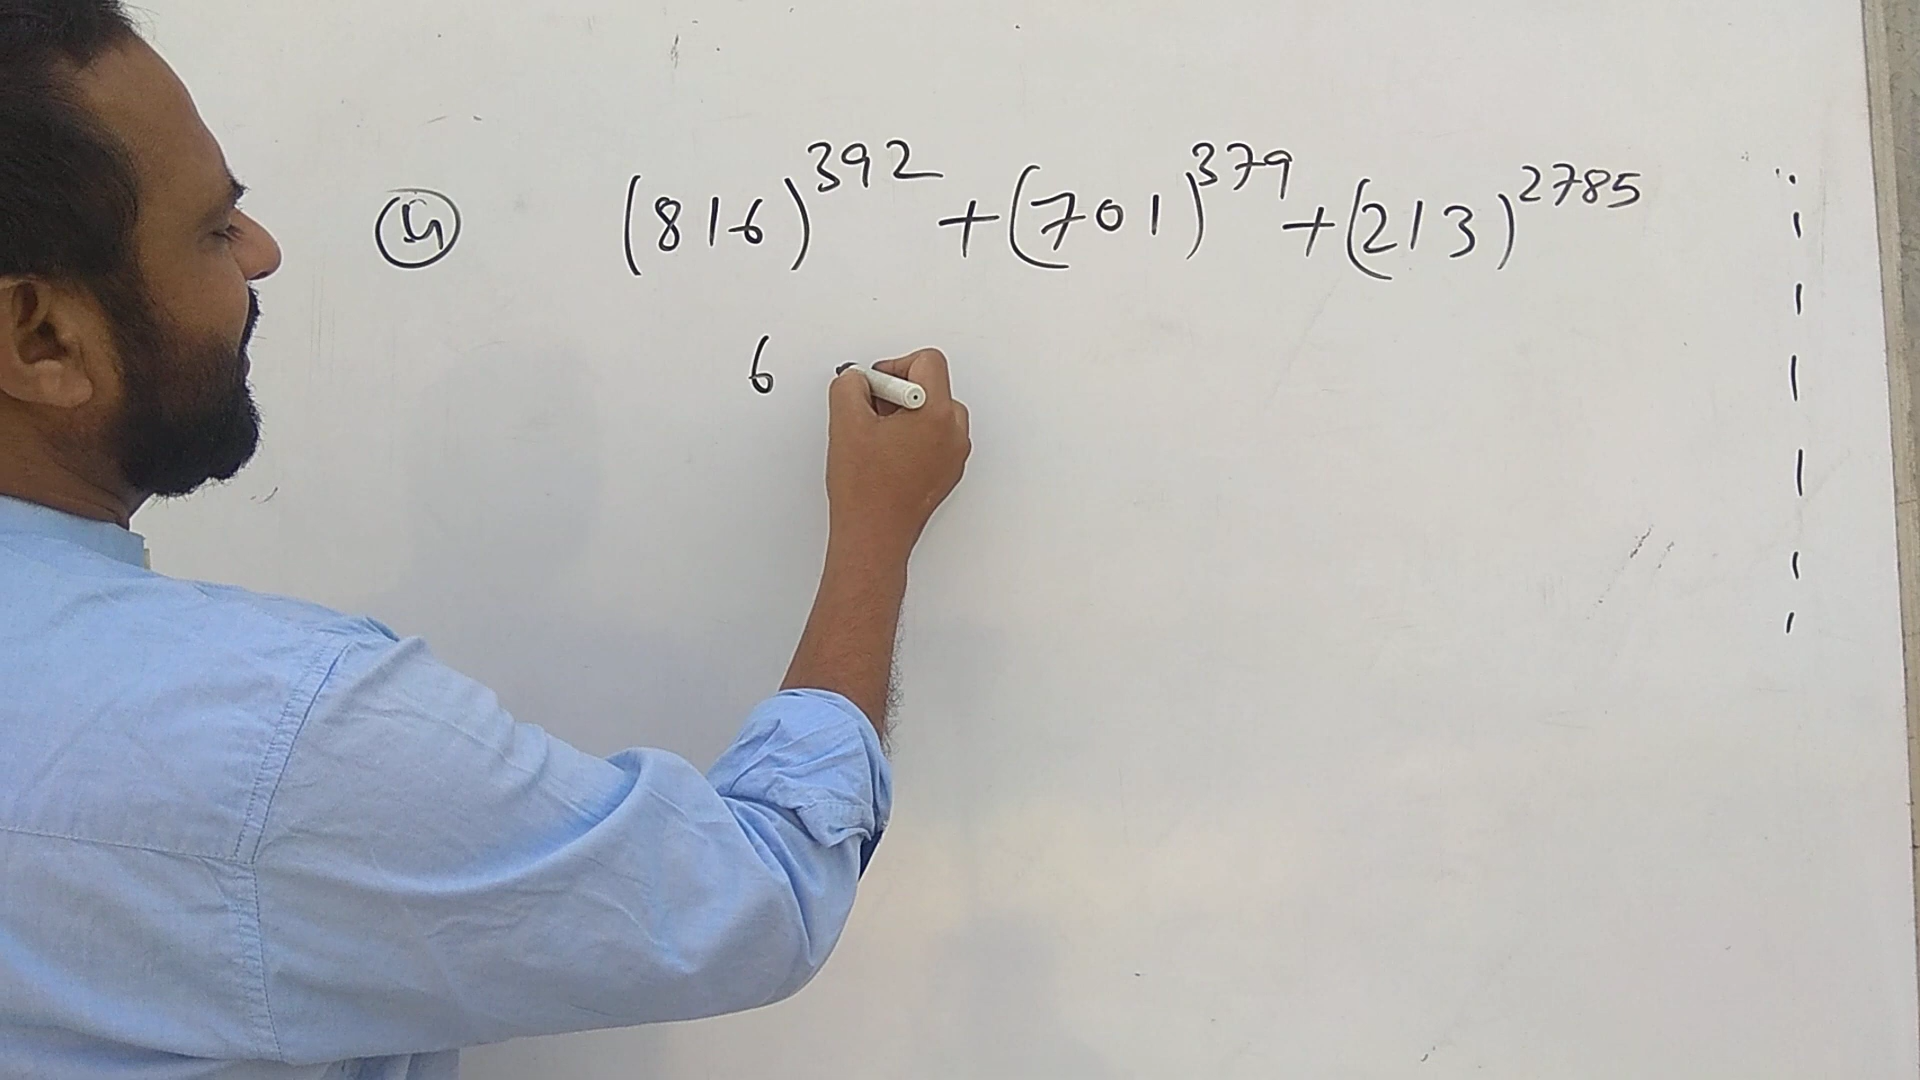 (5) (816)^392 + (701)^379 + (213)^2785
6